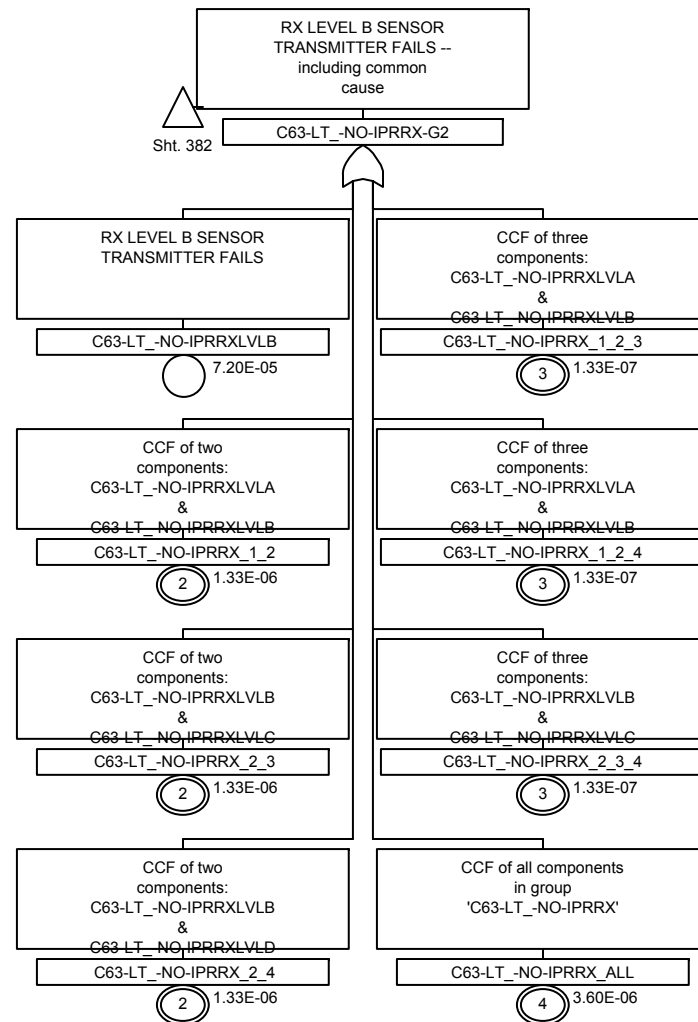 RX LEVEL B SENSOR
TRANSMITTER FAILS --
including common
cause
Sht. 382
C63-LT_-NO-IPRRX-G2
RX LEVEL B SENSOR
TRANSMITTER FAILS
C63-LT_-NO-IPRRXLVLB
7.20E-05
CCF of three
components:
C63-LT_-NO-IPRRXLVLA
&
C63-LT_-NO-IPRRXLVLB
C63-LT_-NO-IPRRX_1_2_3
3
1.33E-07
CCF of two
components:
C63-LT_-NO-IPRRXLVLA
&
C63-LT_-NO-IPRRXLVLB
C63-LT_-NO-IPRRX_1_2
2
1.33E-06
CCF of three
components:
C63-LT_-NO-IPRRXLVLA
&
C63-LT_-NO-IPRRXLVLB
C63-LT_-NO-IPRRX_1_2_4
3
1.33E-07
CCF of two
components:
C63-LT_-NO-IPRRXLVLB
&
C63-LT_-NO-IPRRXLVLC
C63-LT_-NO-IPRRX_2_3
2
1.33E-06
CCF of three
components:
C63-LT_-NO-IPRRXLVLB
&
C63-LT_-NO-IPRRXLVLC
C63-LT_-NO-IPRRX_2_3_4
3
1.33E-07
CCF of two
components:
C63-LT_-NO-IPRRXLVLB
&
C63-LT_-NO-IPRRXLVLD
C63-LT_-NO-IPRRX_2_4
2
1.33E-06
CCF of all components
in group
'C63-LT_-NO-IPRRX'
C63-LT_-NO-IPRRX_ALL
4
3.60E-06